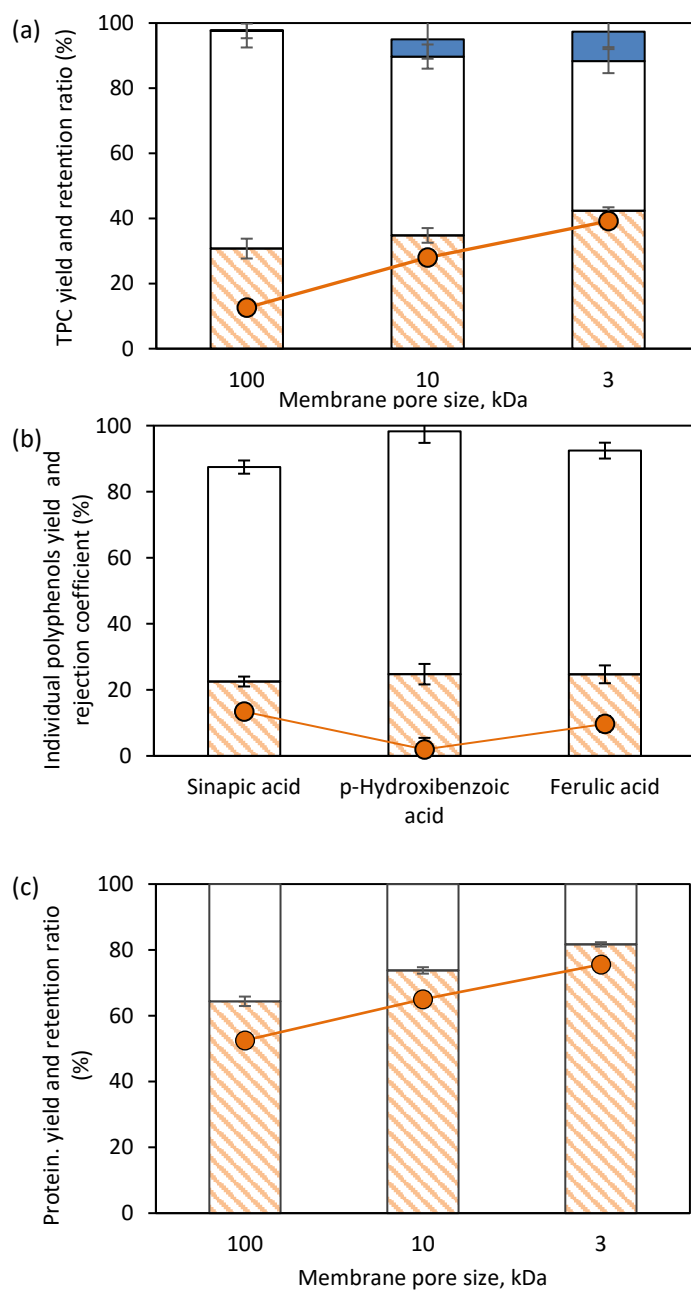 (a)
TPC yield and retention ratio (%)
100
80
60
40
20
0
100 10 3
Membrane pore size, kDa
(b)
Individual polyphenols yield and
rejection coefficient (%)
100
80
60
40
20
0
Sinapic acid p-Hydroxibenzoic Ferulic acid
acid
(c)
Protein. yield and retention ratio
(%)
100
80
60
40
20
0
100 10 3
Membrane pore size, kDa